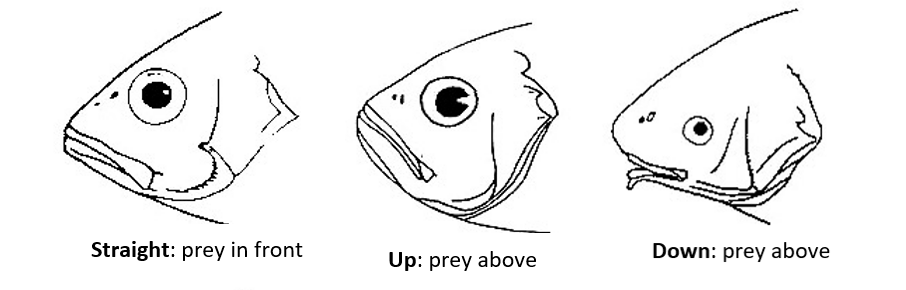 Straight: prey in front
Up: prey above
Down: prey above